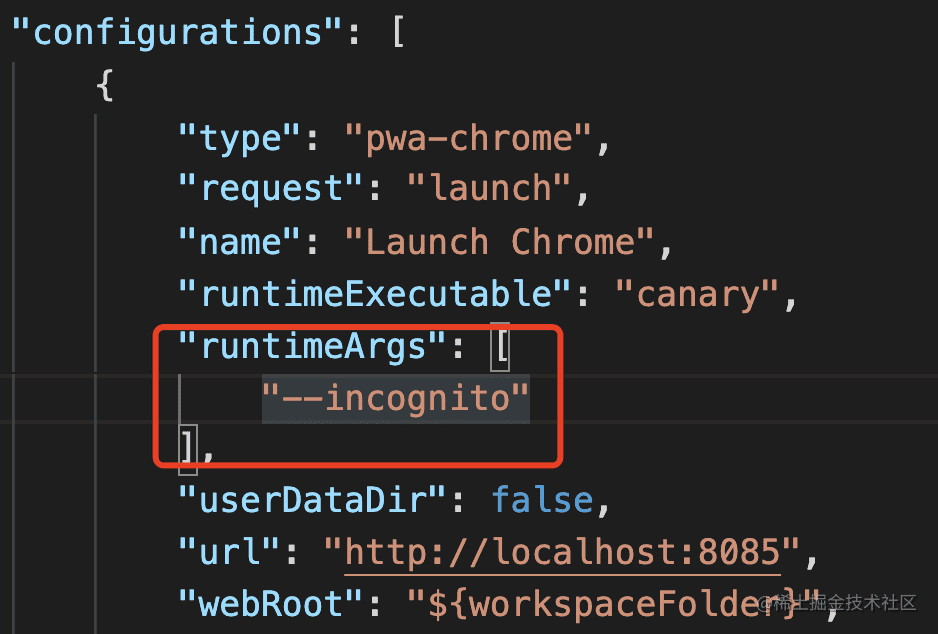 "configurations": [
{
"type": "pwa-chrome",
"request": "launch",
"name": "Launch Chrome",
"runtimeExecutable": "canary",
"runtimeArgs": [
"--incognito"
],
"userDataDir": false,
"url": "http://localhost:8085",
"webRoot": "${workspaceFolder}",
@稀土掘金技术社区